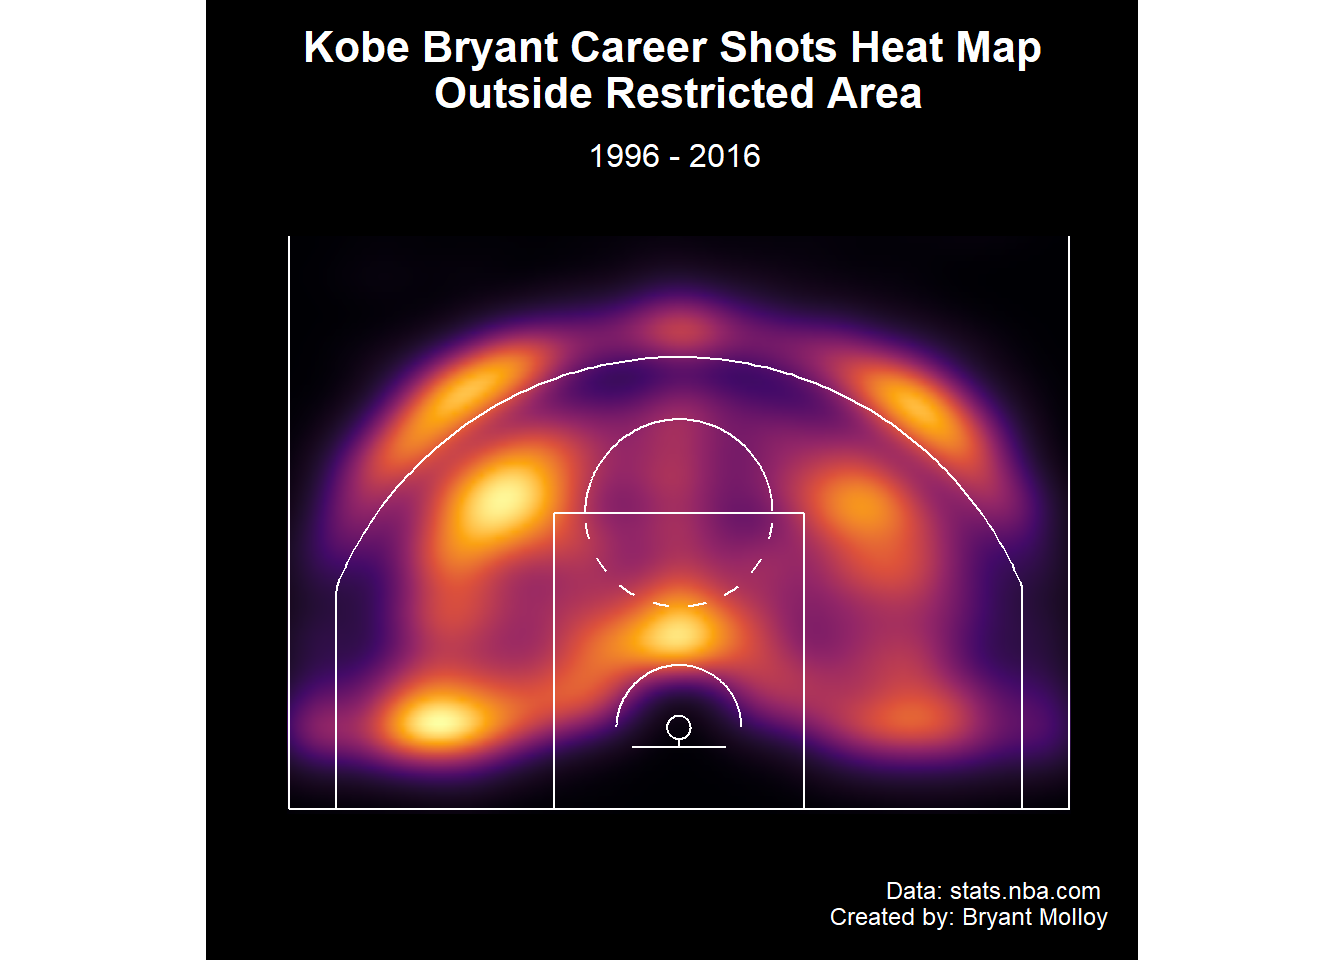 Kobe Bryant Career Shots Heat Map
Outside Restricted Area
1996 - 2016
Data: stats.nba.com
Created by: Bryant Molloy